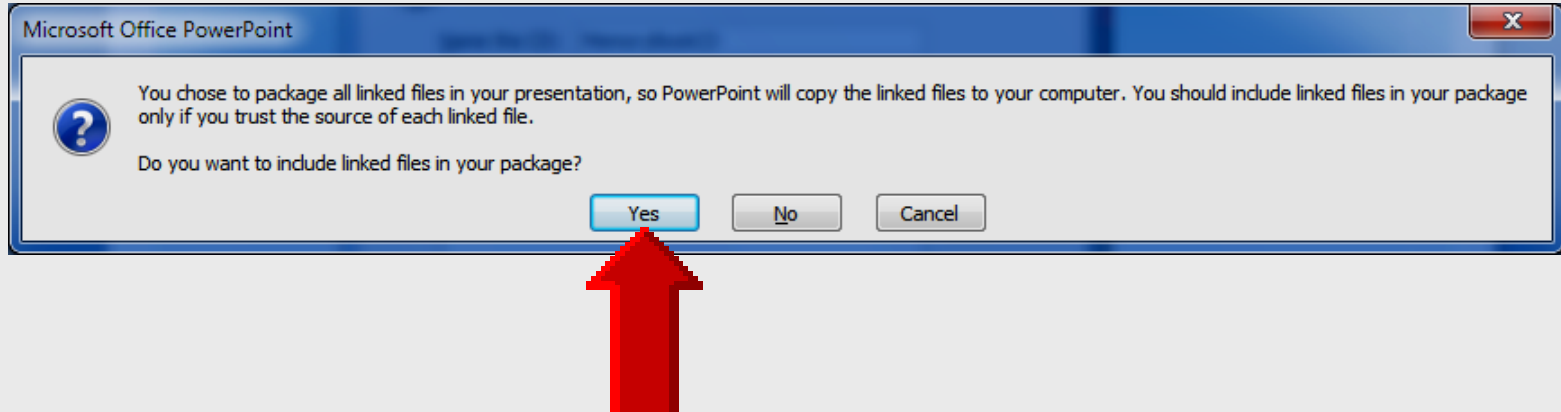 Microsoft Office PowerPoint
You chose to package all linked files in your presentation, so PowerPoint will copy the linked files to your computer. You should include linked files in your package
only if you trust the source of each linked file.
Do you want to include linked files in your package?
Yes No Cancel